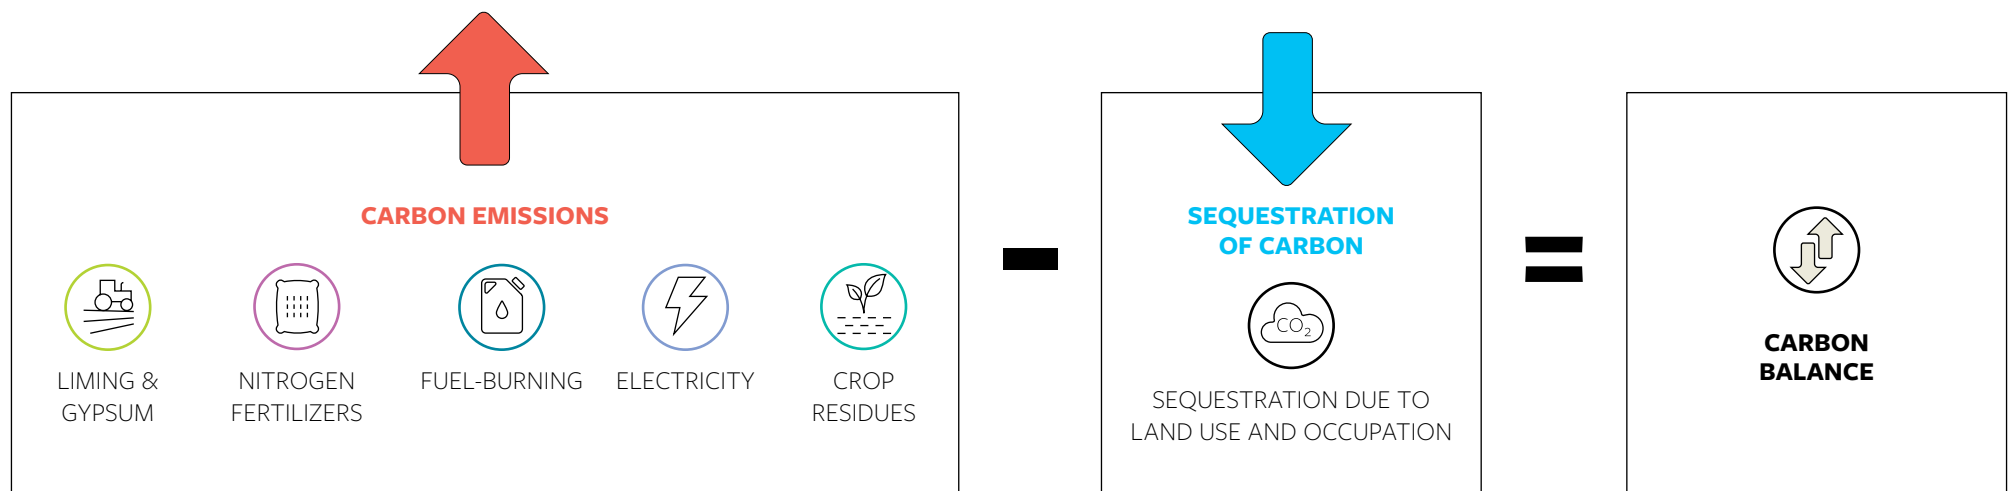 CARBON EMISSIONS
LIMING &
GYPSUM
NITROGEN
FERTILIZERS
FUEL-BURNING
ELECTRICITY
CROP
RESIDUES
-
SEQUESTRATION
OF CARBON
CO₂
SEQUESTRATION DUE TO
LAND USE AND OCCUPATION
=
CARBON
BALANCE